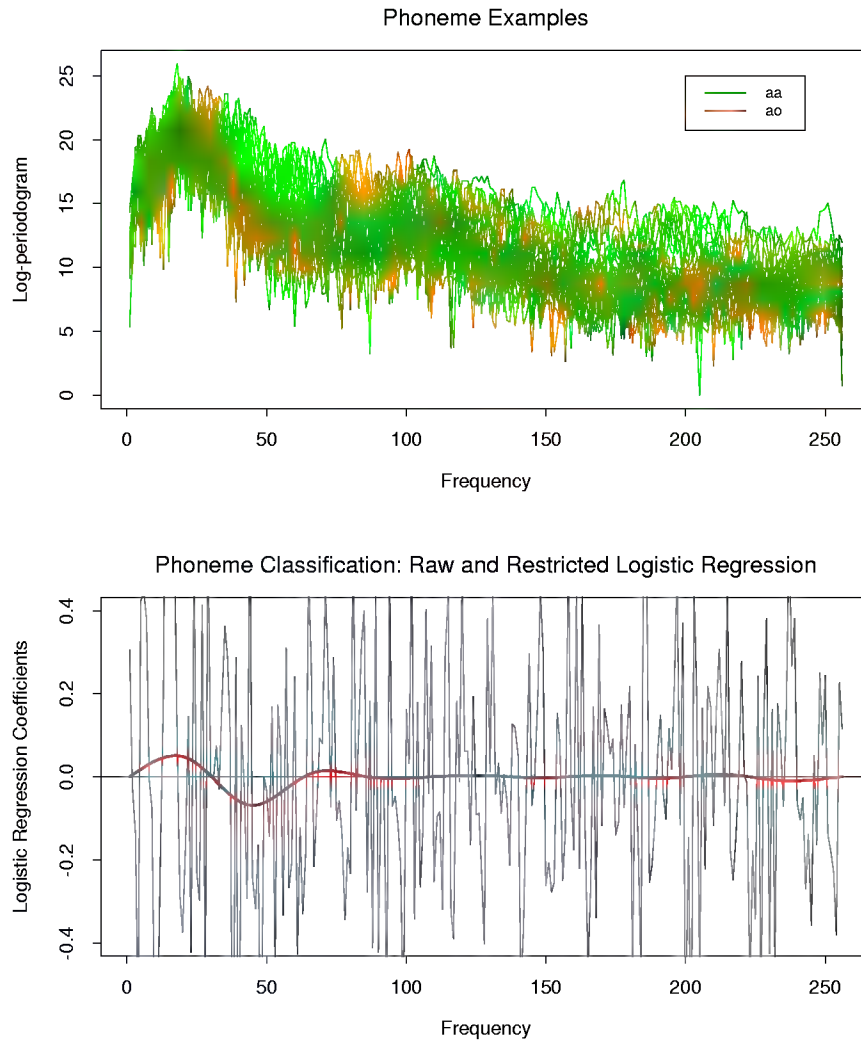 Phoneme Examples
25
20
15
10
5
0
Log-periodogram
aa
ao
0 50 100 150 200 250
Frequency
Phoneme Classification: Raw and Restricted Logistic Regression
0.4
0.2
0.0
-0.2
-0.4
Logistic Regression Coefficients
0 50 100 150 200 250
Frequency